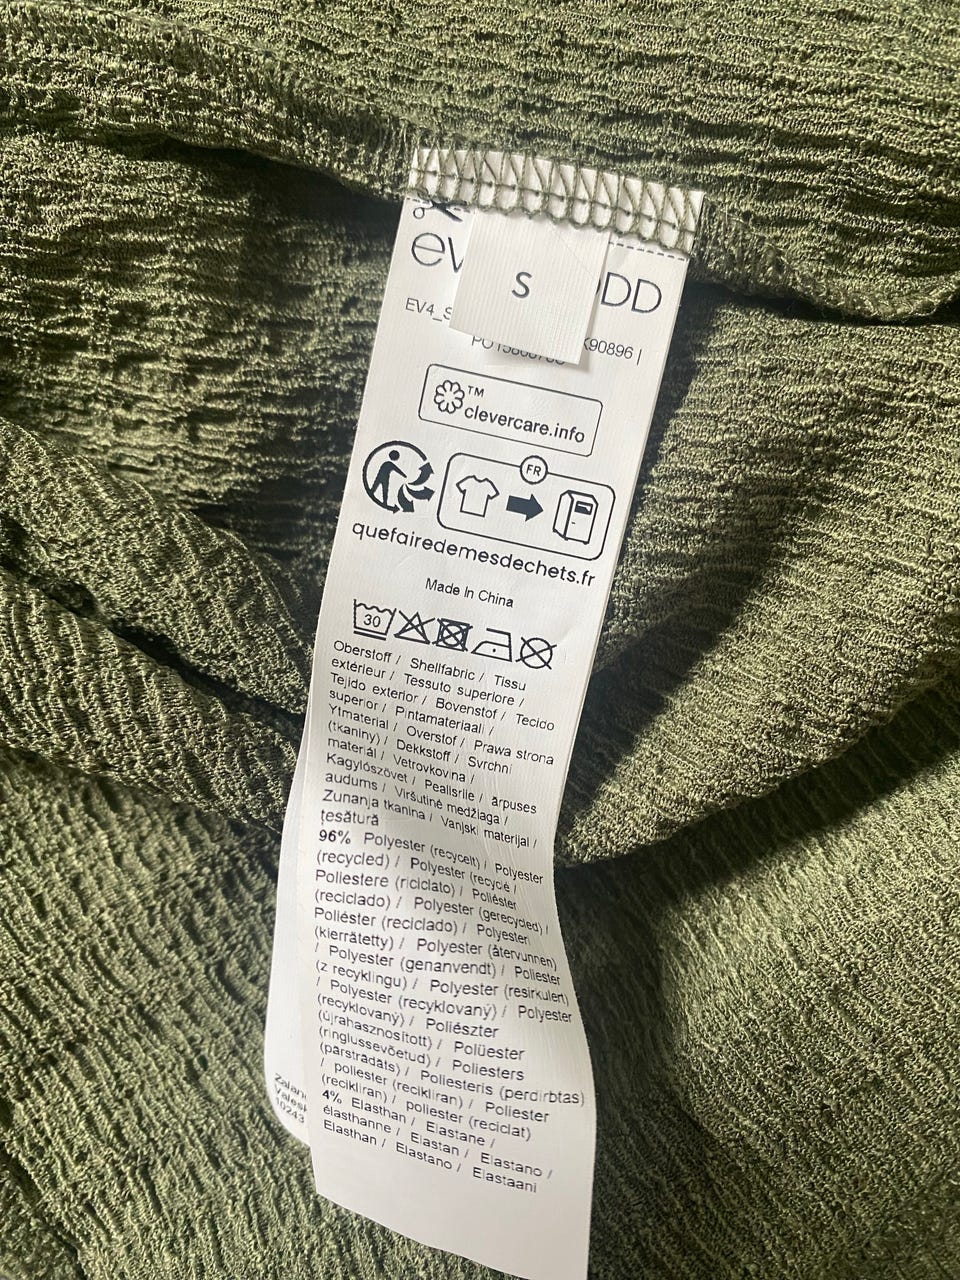 S
DD
EV4_S
K90896 |
TM
clevercare.info
FR
quefairedemesdechets.fr
Made In China
30
Oberstoff / Shellfabric / Tissu
extérieur / Tessuto superiore /
Tejido exterior / Bovenstof / Tecido
superior / Pintamateriaali /
Ytmaterial / Overstof / Prawa strona
(tkaniny) / Dekkstoff / Svrchní
materiál / Vetrovkovina /
Kagylószövet / Pealisriie / ārpuses
audums / Viršutinė medžiaga /
Zunanja tkanina / Vanjski materijal /
țesătură
96% Polyester (recycelt) / Polyester
(recycled) / Polyester (recyclé /
Poliestere (riciclato) / Poliéster
(reciclado) / Polyester (gerecycled) /
Poliéster (reciclado) / Polyesteri
(kierrätetty) / Polyester (återvunnen)
/ Polyester (genanvendt) / Poliester
(z recyklingu) / Polyester (resirkulert)
/ Polyester (recyklovaný) / Polyester
(recyklovaný) / Poliészter
(újrahasznosított) / Polüester
(ringlussevõetud) / Poliesters
(pārstrādāts) / Poliesteris (perdirbtas)
/ poliester (recikliran) / Poliester
(recikliran) / poliester (reciclat)
4% Elasthan / Elastane /
élasthanne / Elastan / Elastano /
Elasthan / Elastano / Elastaani
10243